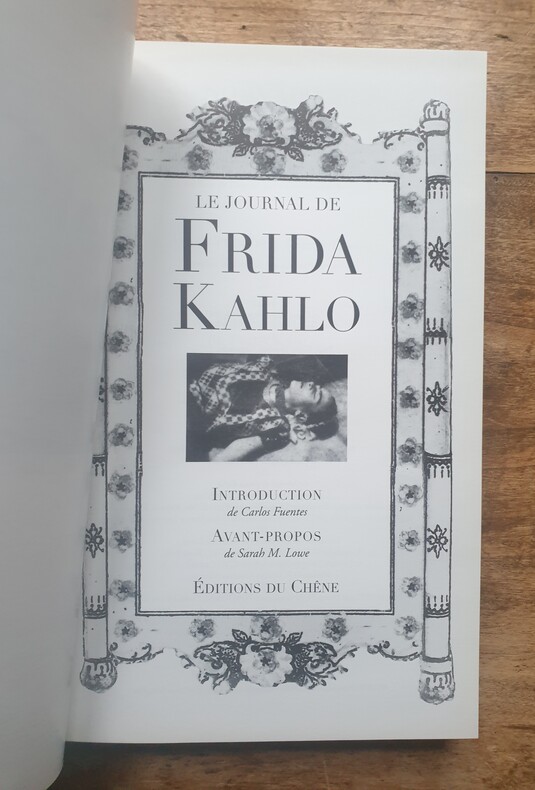 LE JOURNAL DE
FRIDA
KAHLO
INTRODUCTION
de Carlos Fuentes
AVANT-PROPOS
de Sarah M. Lowe
ÉDITIONS DU CHÊNE